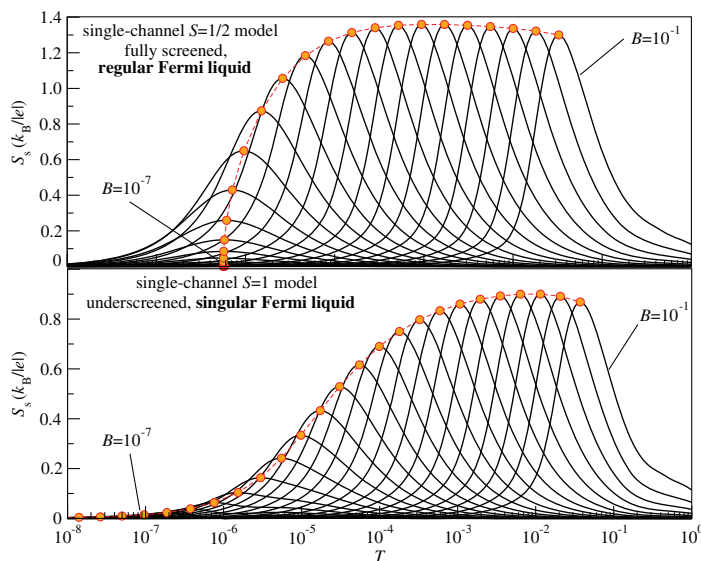 1.4
1.2
1.0
0.8
0.6
0.4
0.2
0
S_s (k_B/|e|)
single-channel S=1/2 model
fully screened,
regular Fermi liquid
B=10^-1
B=10^-7
single-channel S=1 model
underscreened, singular Fermi liquid
B=10^-1
B=10^-7
0.8
0.6
0.4
0.2
0
S_s (k_B/|e|)
10^-8 10^-7 10^-6 10^-5 10^-4 10^-3 10^-2 10^-1 10^0
T